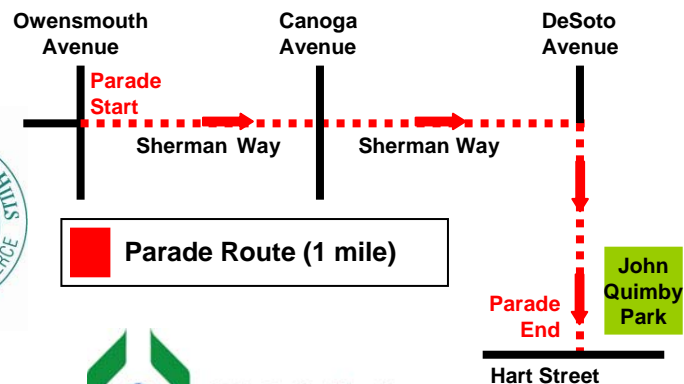 Owensmouth
Avenue
Canoga
Avenue
DeSoto
Avenue
Parade
Start
Sherman Way
Sherman Way
Parade Route (1 mile)
John
Quimby
Park
Parade
End
Hart Street